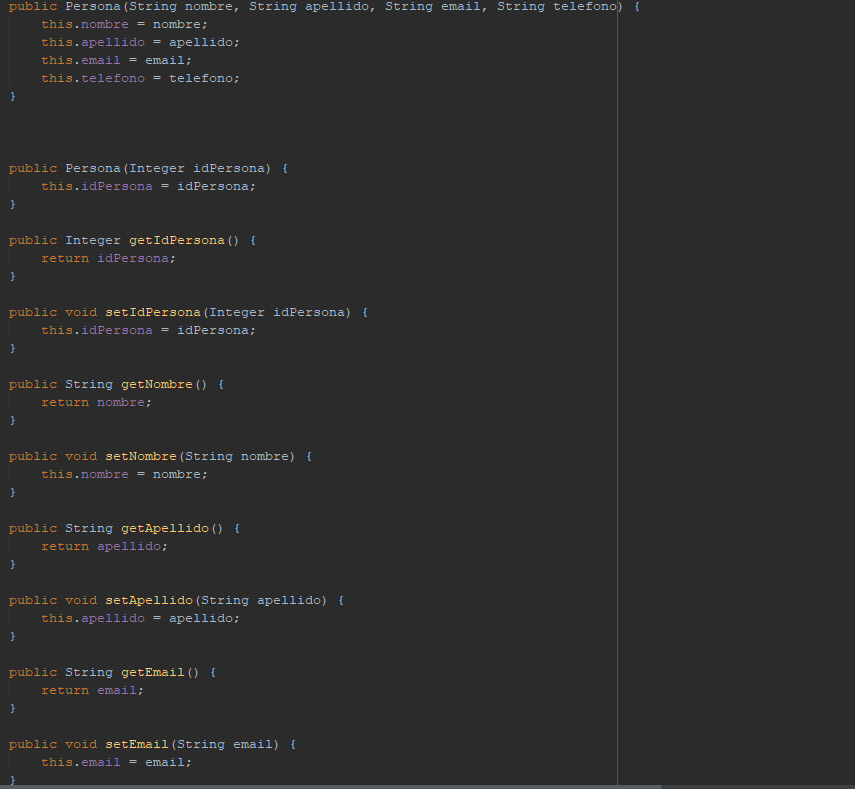 public Persona(String nombre, String apellido, String email, String telefono) {
    this.nombre = nombre;
    this.apellido = apellido;
    this.email = email;
    this.telefono = telefono;
}

public Persona(Integer idPersona) {
    this.idPersona = idPersona;
}

public Integer getIdPersona() {
    return idPersona;
}

public void setIdPersona(Integer idPersona) {
    this.idPersona = idPersona;
}

public String getNombre() {
    return nombre;
}

public void setNombre(String nombre) {
    this.nombre = nombre;
}

public String getApellido() {
    return apellido;
}

public void setApellido(String apellido) {
    this.apellido = apellido;
}

public String getEmail() {
    return email;
}

public void setEmail(String email) {
    this.email = email;
}